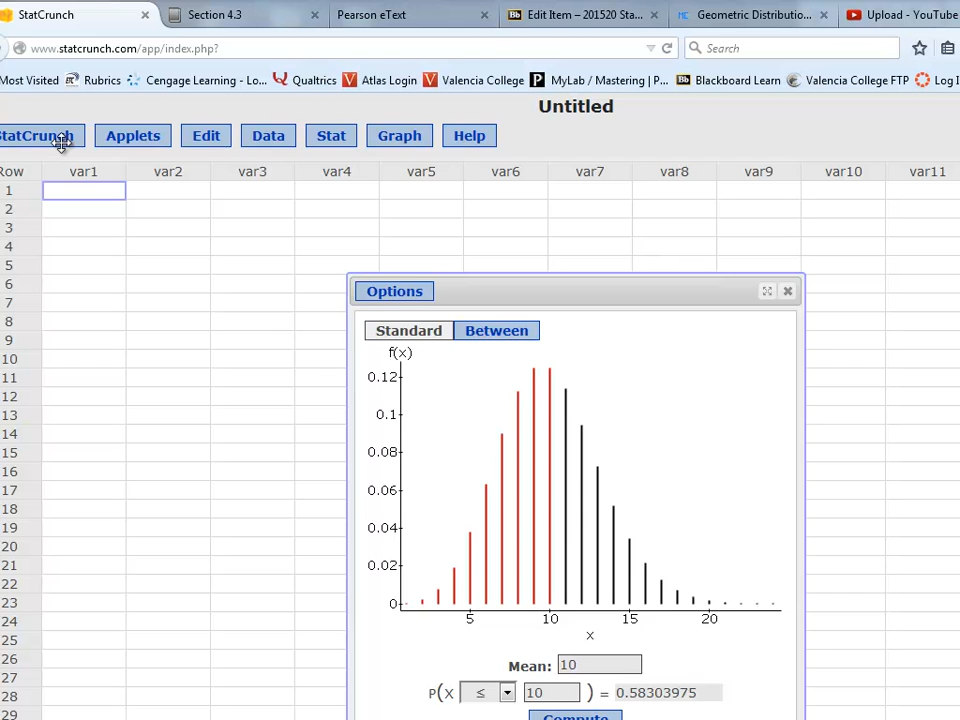 StatCrunch × Section 4.3 × Pearson eText × Edit Item – 201520 Sta... × Geometric Distributio... × Upload - YouTube
www.statcrunch.com/app/index.php? Search
Most Visited Rubrics Cengage Learning - Lo... Qualtrics Atlas Login Valencia College MyLab / Mastering | P... Blackboard Learn Valencia College FTP Log I
Untitled
StatCrunch Applets Edit Data Stat Graph Help
Row var1 var2 var3 var4 var5 var6 var7 var8 var9 var10 var11
1
2
3
4
5
6
7
8
9
10
11
12
13
14
15
16
17
18
19
20
21
22
23
24
25
26
27
28
29
Options
Standard Between
f(x)
0.12
0.1
0.08
0.06
0.04
0.02
0
5 10 15 20
x
Mean: 10
P(X ≤ 10 ) = 0.58303975
Compute